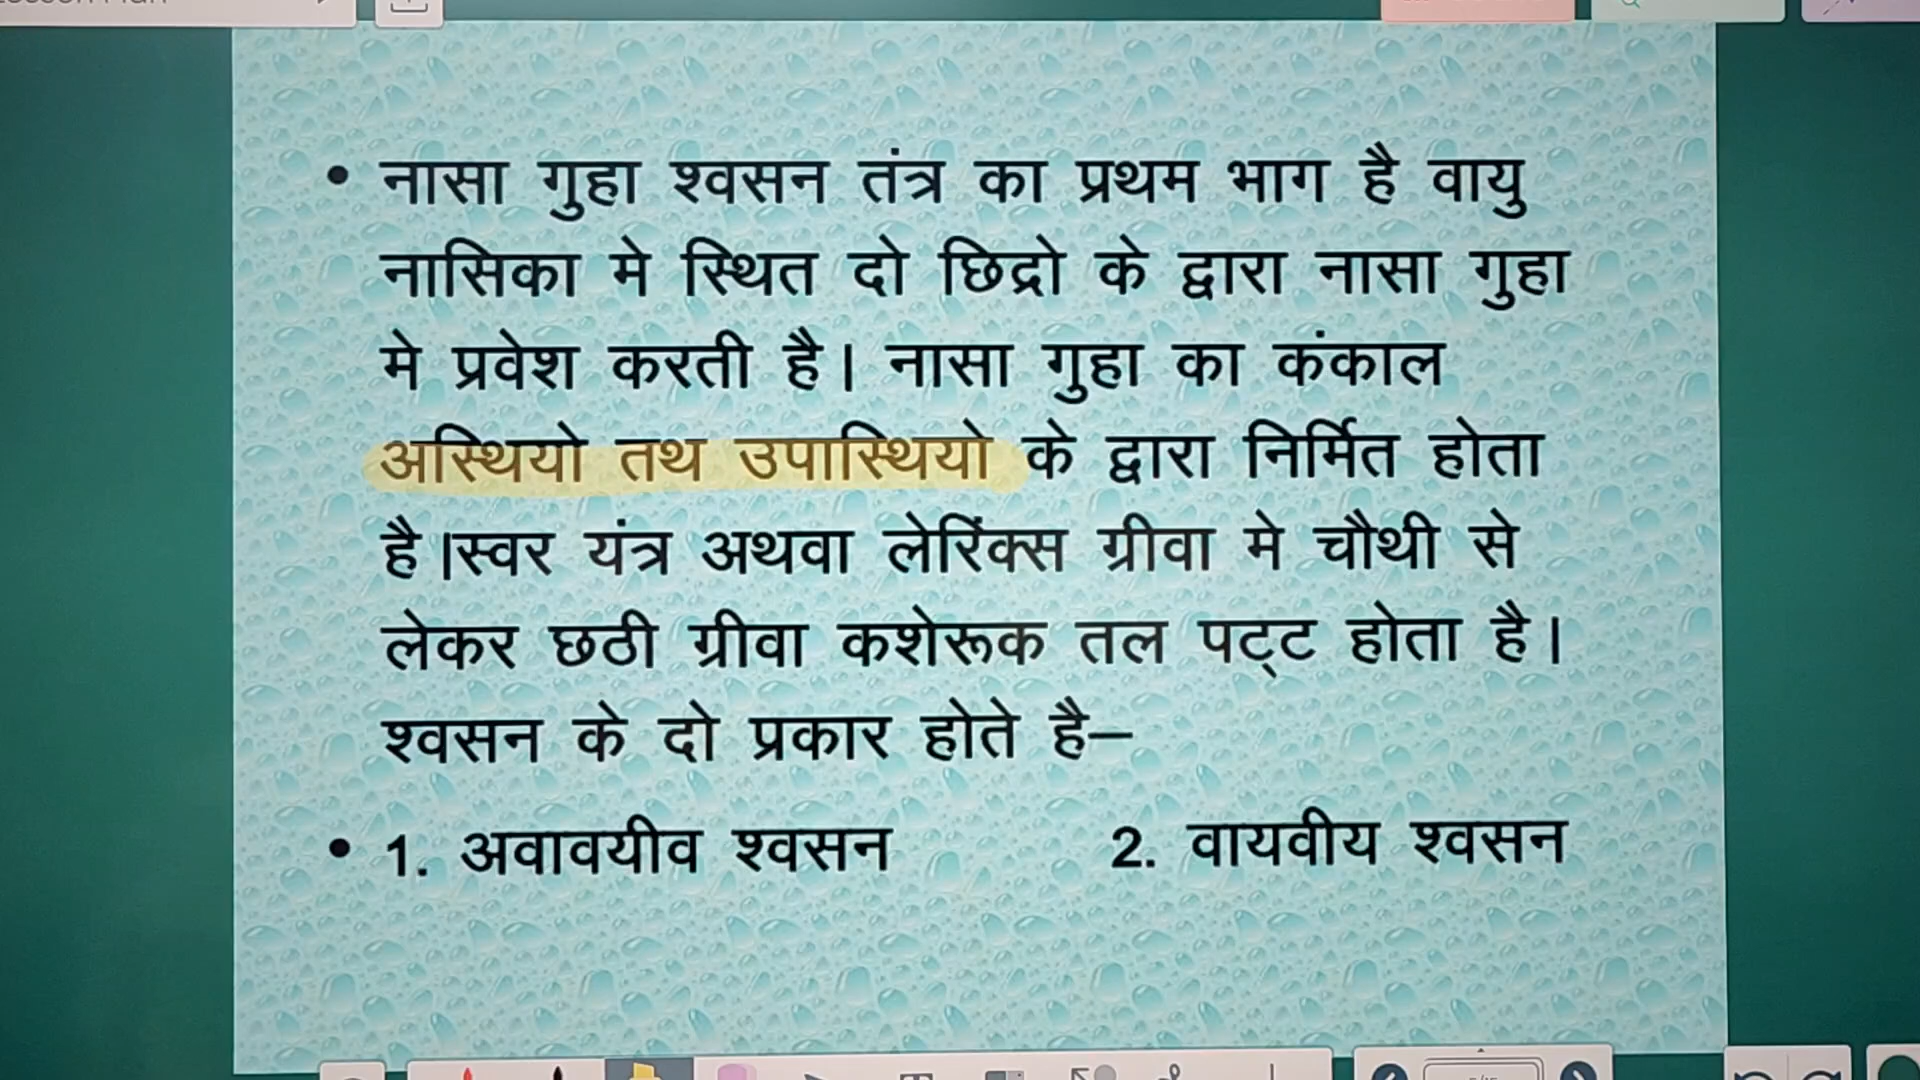 • नासा गुहा श्वसन तंत्र का प्रथम भाग है वायु
नासिका मे स्थित दो छिद्रो के द्वारा नासा गुहा
मे प्रवेश करती है। नासा गुहा का कंकाल
अस्थियो तथ उपास्थियो के द्वारा निर्मित होता
है।स्वर यंत्र अथवा लेरिंक्स ग्रीवा मे चौथी से
लेकर छठी ग्रीवा कशेरूक तल पट्ट होता है।
श्वसन के दो प्रकार होते है–
• 1. अवावयीव श्वसन 2. वायवीय श्वसन